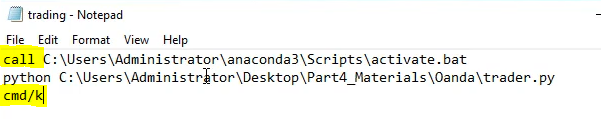 trading - Notepad
File Edit Format View Help
call C:\Users\Administrator\anaconda3\Scripts\activate.bat
python C:\Users\Administrator\Desktop\Part4_Materials\Oanda\trader.py
cmd/k